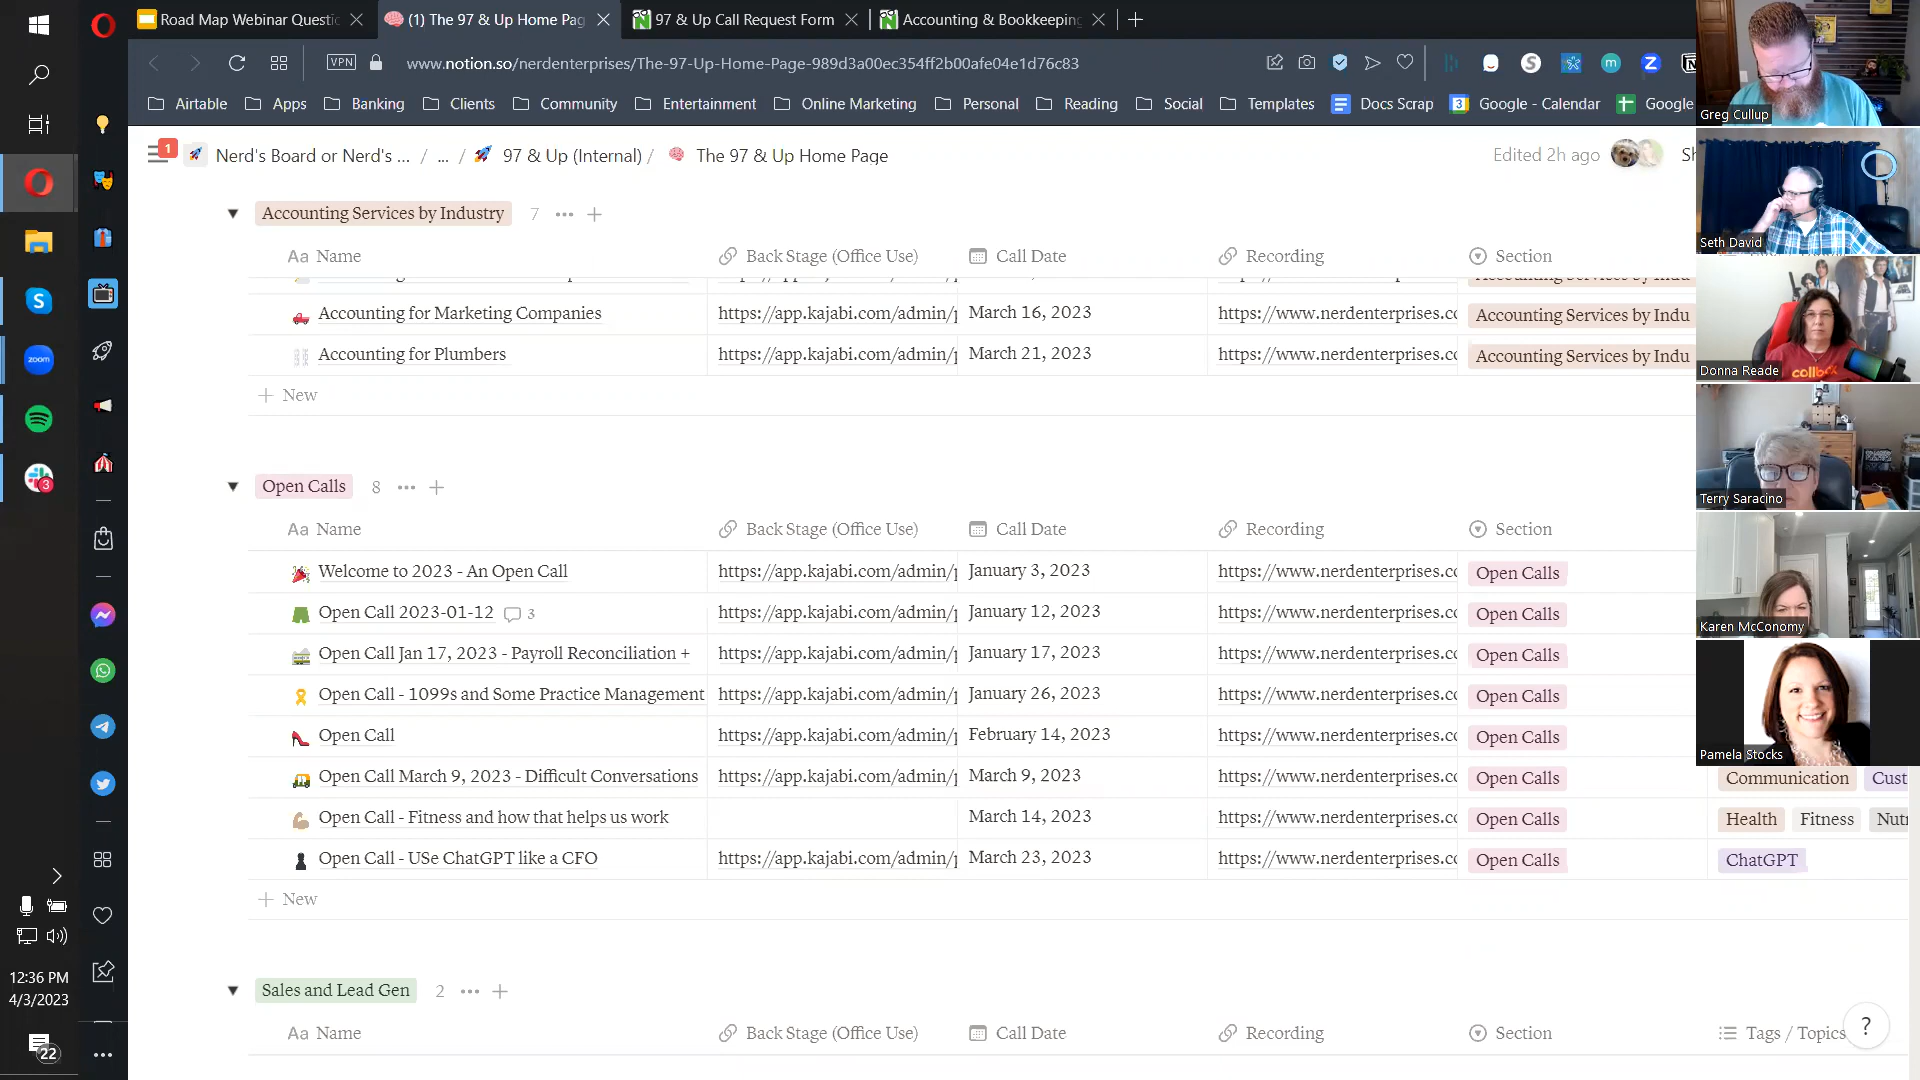 Road Map Webinar Questic
(1) The 97 & Up Home Pag
97 & Up Call Request Form
Accounting & Bookkeeping
VPN
www.notion.so/nerdenterprises/The-97-Up-Home-Page-989d3a00ec354ff2b00afe04e1d76c83
Airtable
Apps
Banking
Clients
Community
Entertainment
Online Marketing
Personal
Reading
Social
Templates
Docs Scrap
Google - Calendar
Google
1
Nerd's Board or Nerd's ... / ... / 97 & Up (Internal) / The 97 & Up Home Page
Edited 2h ago
Sh
Accounting Services by Industry 7
Aa Name
Back Stage (Office Use)
Call Date
Recording
Section
Accounting for Marketing Companies
https://app.kajabi.com/admin/p
March 16, 2023
https://www.nerdenterprises.co
Accounting Services by Indu
Accounting for Plumbers
https://app.kajabi.com/admin/p
March 21, 2023
https://www.nerdenterprises.co
Accounting Services by Indu
+ New
Open Calls 8
Aa Name
Back Stage (Office Use)
Call Date
Recording
Section
Welcome to 2023 - An Open Call
https://app.kajabi.com/admin/p
January 3, 2023
https://www.nerdenterprises.co
Open Calls
Open Call 2023-01-12 3
https://app.kajabi.com/admin/p
January 12, 2023
https://www.nerdenterprises.co
Open Calls
Open Call Jan 17, 2023 - Payroll Reconciliation +
https://app.kajabi.com/admin/p
January 17, 2023
https://www.nerdenterprises.co
Open Calls
Open Call - 1099s and Some Practice Management
https://app.kajabi.com/admin/p
January 26, 2023
https://www.nerdenterprises.co
Open Calls
Open Call
https://app.kajabi.com/admin/p
February 14, 2023
https://www.nerdenterprises.co
Open Calls
Open Call March 9, 2023 - Difficult Conversations
https://app.kajabi.com/admin/p
March 9, 2023
https://www.nerdenterprises.co
Open Calls
Communication
Cust
Open Call - Fitness and how that helps us work
March 14, 2023
https://www.nerdenterprises.co
Open Calls
Health
Fitness
Nutr
Open Call - USe ChatGPT like a CFO
https://app.kajabi.com/admin/p
March 23, 2023
https://www.nerdenterprises.co
Open Calls
ChatGPT
+ New
Sales and Lead Gen 2
Aa Name
Back Stage (Office Use)
Call Date
Recording
Section
Tags / Topics
?
Greg Cullup
Seth David
Donna Reade
Terry Saracino
Karen McConomy
Pamela Stocks
zoom
3
12:36 PM
4/3/2023
22